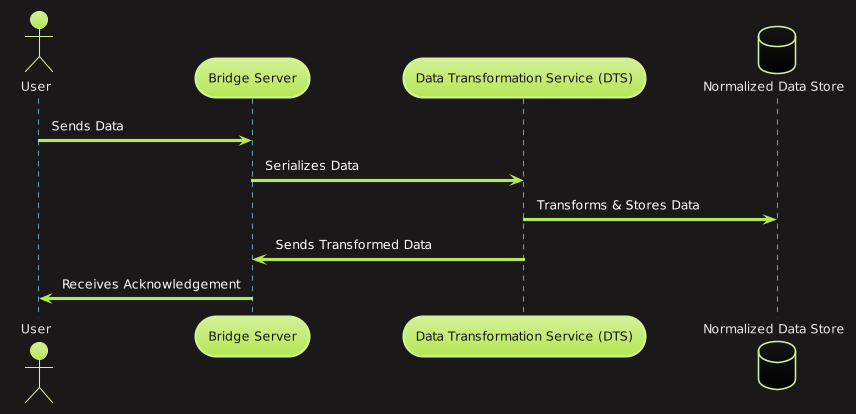 User
Bridge Server
Data Transformation Service (DTS)
Normalized Data Store
Sends Data
Serializes Data
Transforms & Stores Data
Sends Transformed Data
Receives Acknowledgement
User
Bridge Server
Data Transformation Service (DTS)
Normalized Data Store